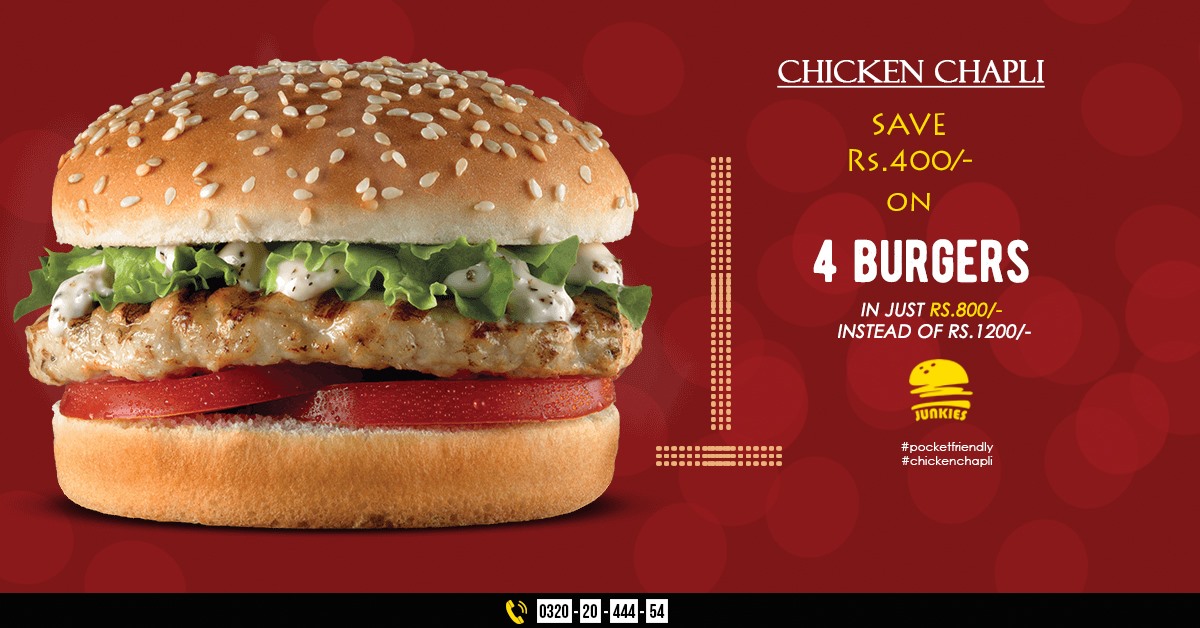 CHICKEN CHAPLI
SAVE
Rs.400/-
ON
4 BURGERS
IN JUST RS.800/-
INSTEAD OF RS.1200/-
JUNKIES
#pocketfriendly
#chickenchapli
0320-20-444-54